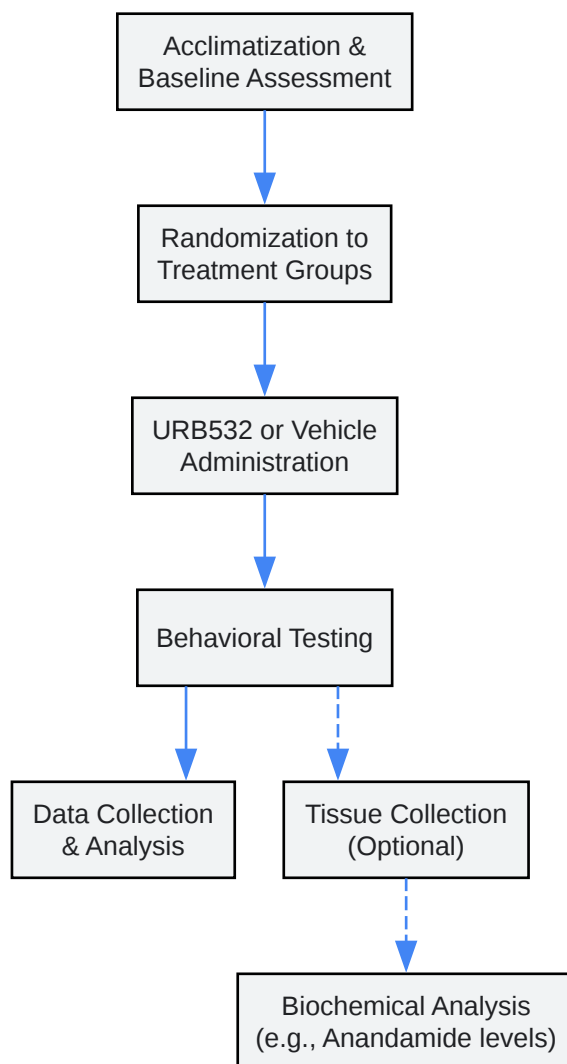 Acclimatization &
Baseline Assessment
Randomization to
Treatment Groups
URB532 or Vehicle
Administration
Behavioral Testing
Data Collection
& Analysis
Tissue Collection
(Optional)
Biochemical Analysis
(e.g., Anandamide levels)